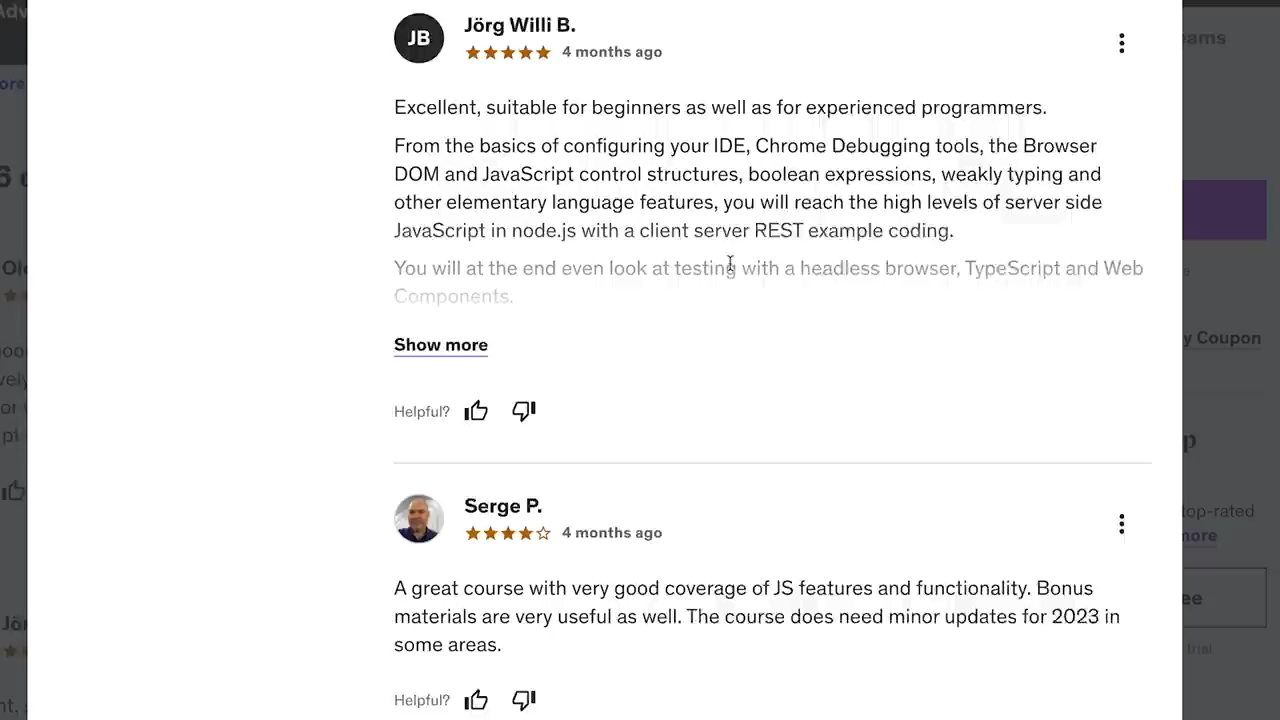 JB
Jörg Willi B.
4 months ago
Excellent, suitable for beginners as well as for experienced programmers.
From the basics of configuring your IDE, Chrome Debugging tools, the Browser
DOM and JavaScript control structures, boolean expressions, weakly typing and
other elementary language features, you will reach the high levels of server side
JavaScript in node.js with a client server REST example coding.
You will at the end even look at testing with a headless browser, TypeScript and Web
Components.
Show more
Helpful?
Serge P.
4 months ago
A great course with very good coverage of JS features and functionality. Bonus
materials are very useful as well. The course does need minor updates for 2023 in
some areas.
Helpful?
Coupon
top-rated